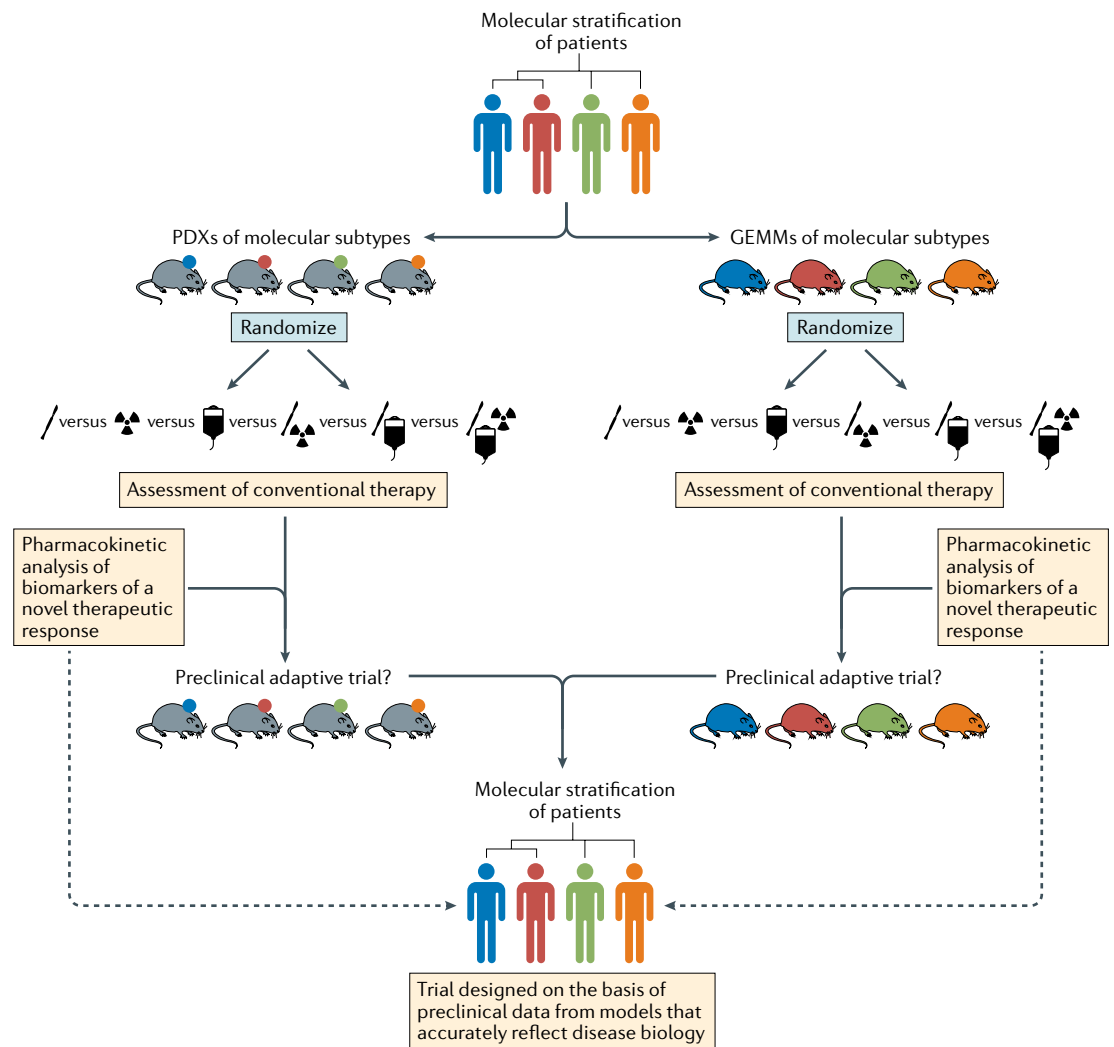 Molecular stratification
of patients
PDXs of molecular subtypes
GEMMs of molecular subtypes
Randomize
Randomize
versus versus versus versus versus
versus versus versus versus versus
Assessment of conventional therapy
Assessment of conventional therapy
Pharmacokinetic
analysis of
biomarkers of a
novel therapeutic
response
Pharmacokinetic
analysis of
biomarkers of a
novel therapeutic
response
Preclinical adaptive trial?
Preclinical adaptive trial?
Molecular stratification
of patients
Trial designed on the basis of
preclinical data from models that
accurately reflect disease biology